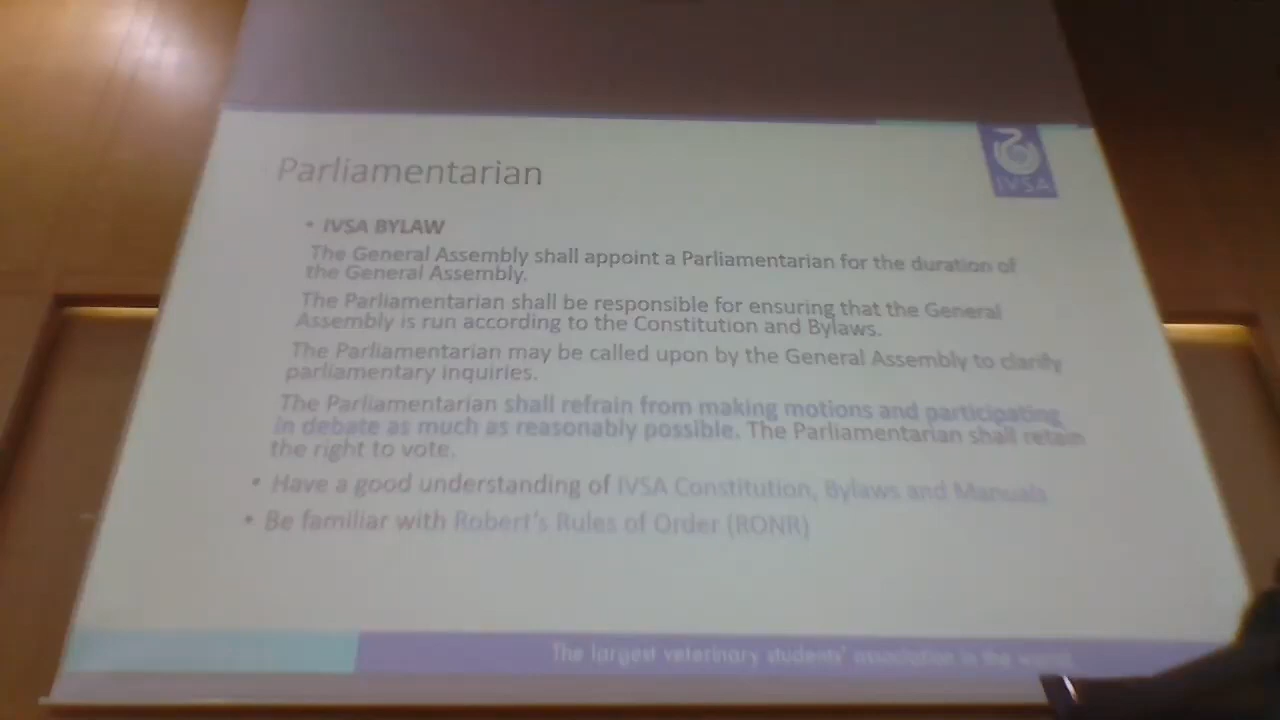 Parliamentarian
IVSA
• IVSA BYLAW
The General Assembly shall appoint a Parliamentarian for the duration of
the General Assembly.
The Parliamentarian shall be responsible for ensuring that the General
Assembly is run according to the Constitution and Bylaws.
The Parliamentarian may be called upon by the General Assembly to clarify
parliamentary inquiries.
The Parliamentarian shall refrain from making motions and participating
in debate as much as reasonably possible. The Parliamentarian shall retain
the right to vote.
• Have a good understanding of IVSA Constitution, Bylaws and Manuals
• Be familiar with Robert's Rules of Order (RONR)
The largest veterinary students' association in the world